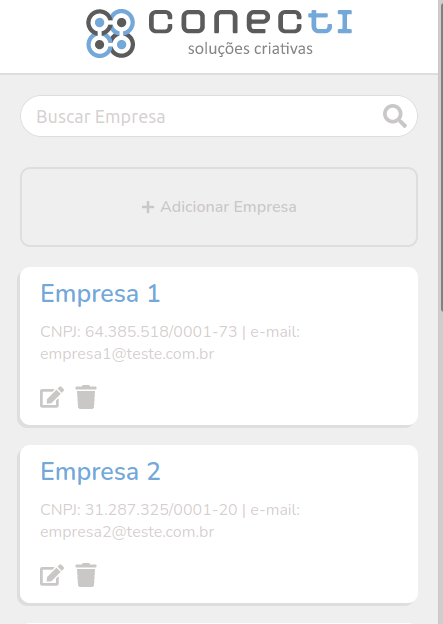 conecTI
soluções criativas
Buscar Empresa
+ Adicionar Empresa
Empresa 1
CNPJ: 64.385.518/0001-73 | e-mail:
empresa1@teste.com.br
Empresa 2
CNPJ: 31.287.325/0001-20 | e-mail:
empresa2@teste.com.br